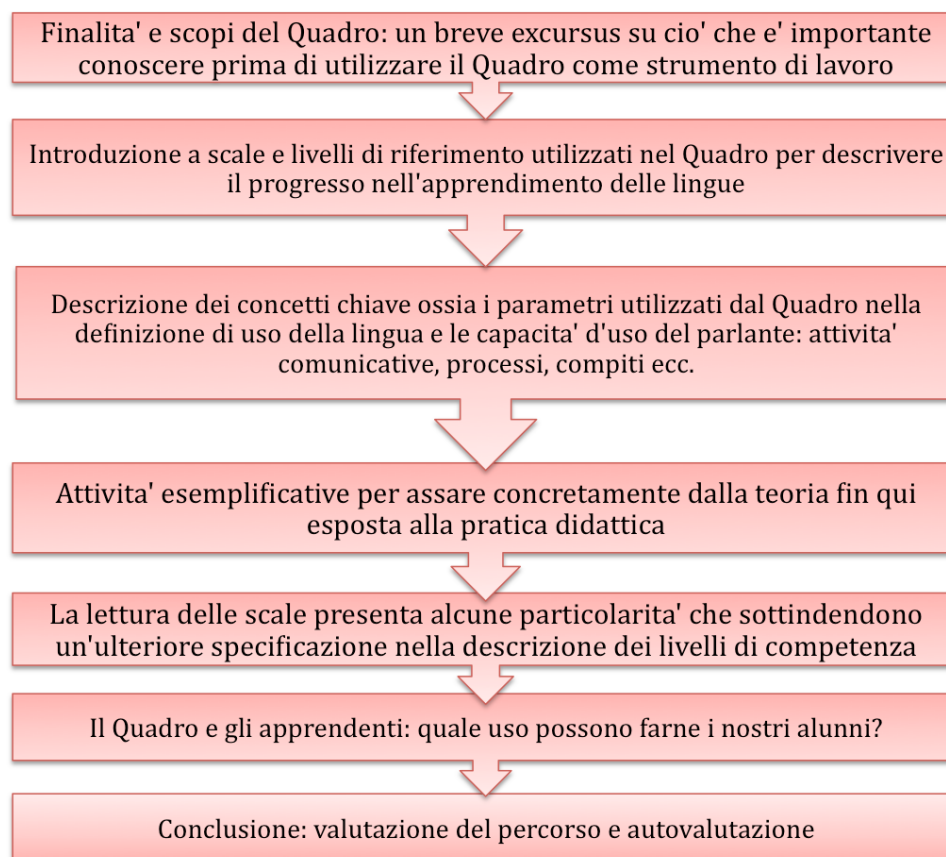 Finalita' e scopi del Quadro: un breve excursus su cio' che e' importante
conoscere prima di utilizzare il Quadro come strumento di lavoro
Introduzione a scale e livelli di riferimento utilizzati nel Quadro per descrivere
il progresso nell'apprendimento delle lingue
Descrizione dei concetti chiave ossia i parametri utilizzati dal Quadro nella
definizione di uso della lingua e le capacita' d'uso del parlante: attivita'
comunicative, processi, compiti ecc.
Attivita' esemplificative per assare concretamente dalla teoria fin qui
esposta alla pratica didattica
La lettura delle scale presenta alcune particolarita' che sottindendono
un'ulteriore specificazione nella descrizione dei livelli di competenza
Il Quadro e gli apprendenti: quale uso possono farne i nostri alunni?
Conclusione: valutazione del percorso e autovalutazione